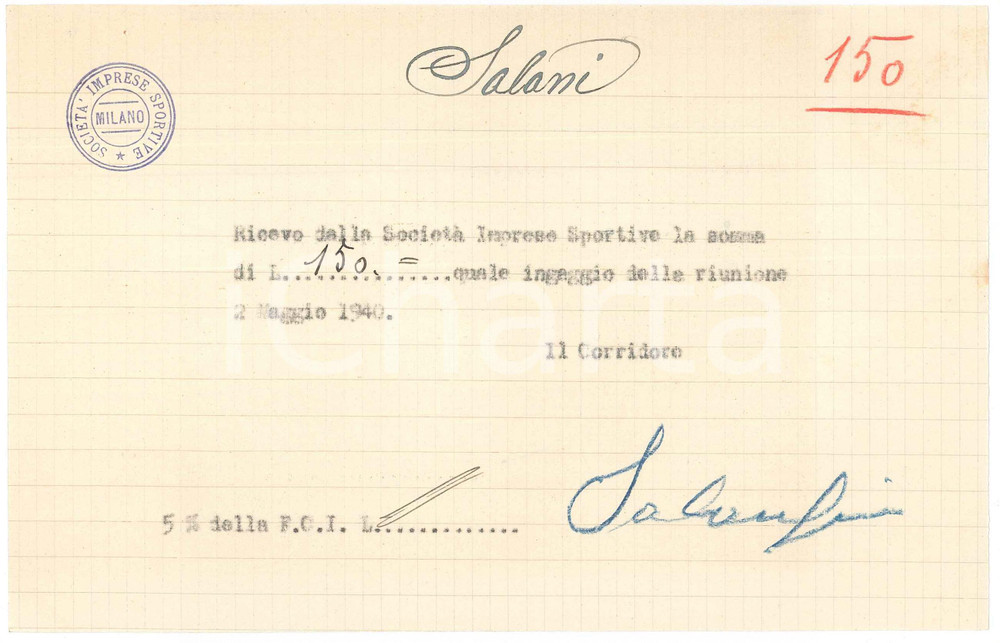 Salani
150
SOCIETA' IMPRESE SPORTIVE
MILANO
Ricevo dalla Società Imprese Sportive la somma
di L...150.=...............quale ingaggio della riunione
2 Maggio 1940.
Il Corridore
5 % della F.C.I. L..............